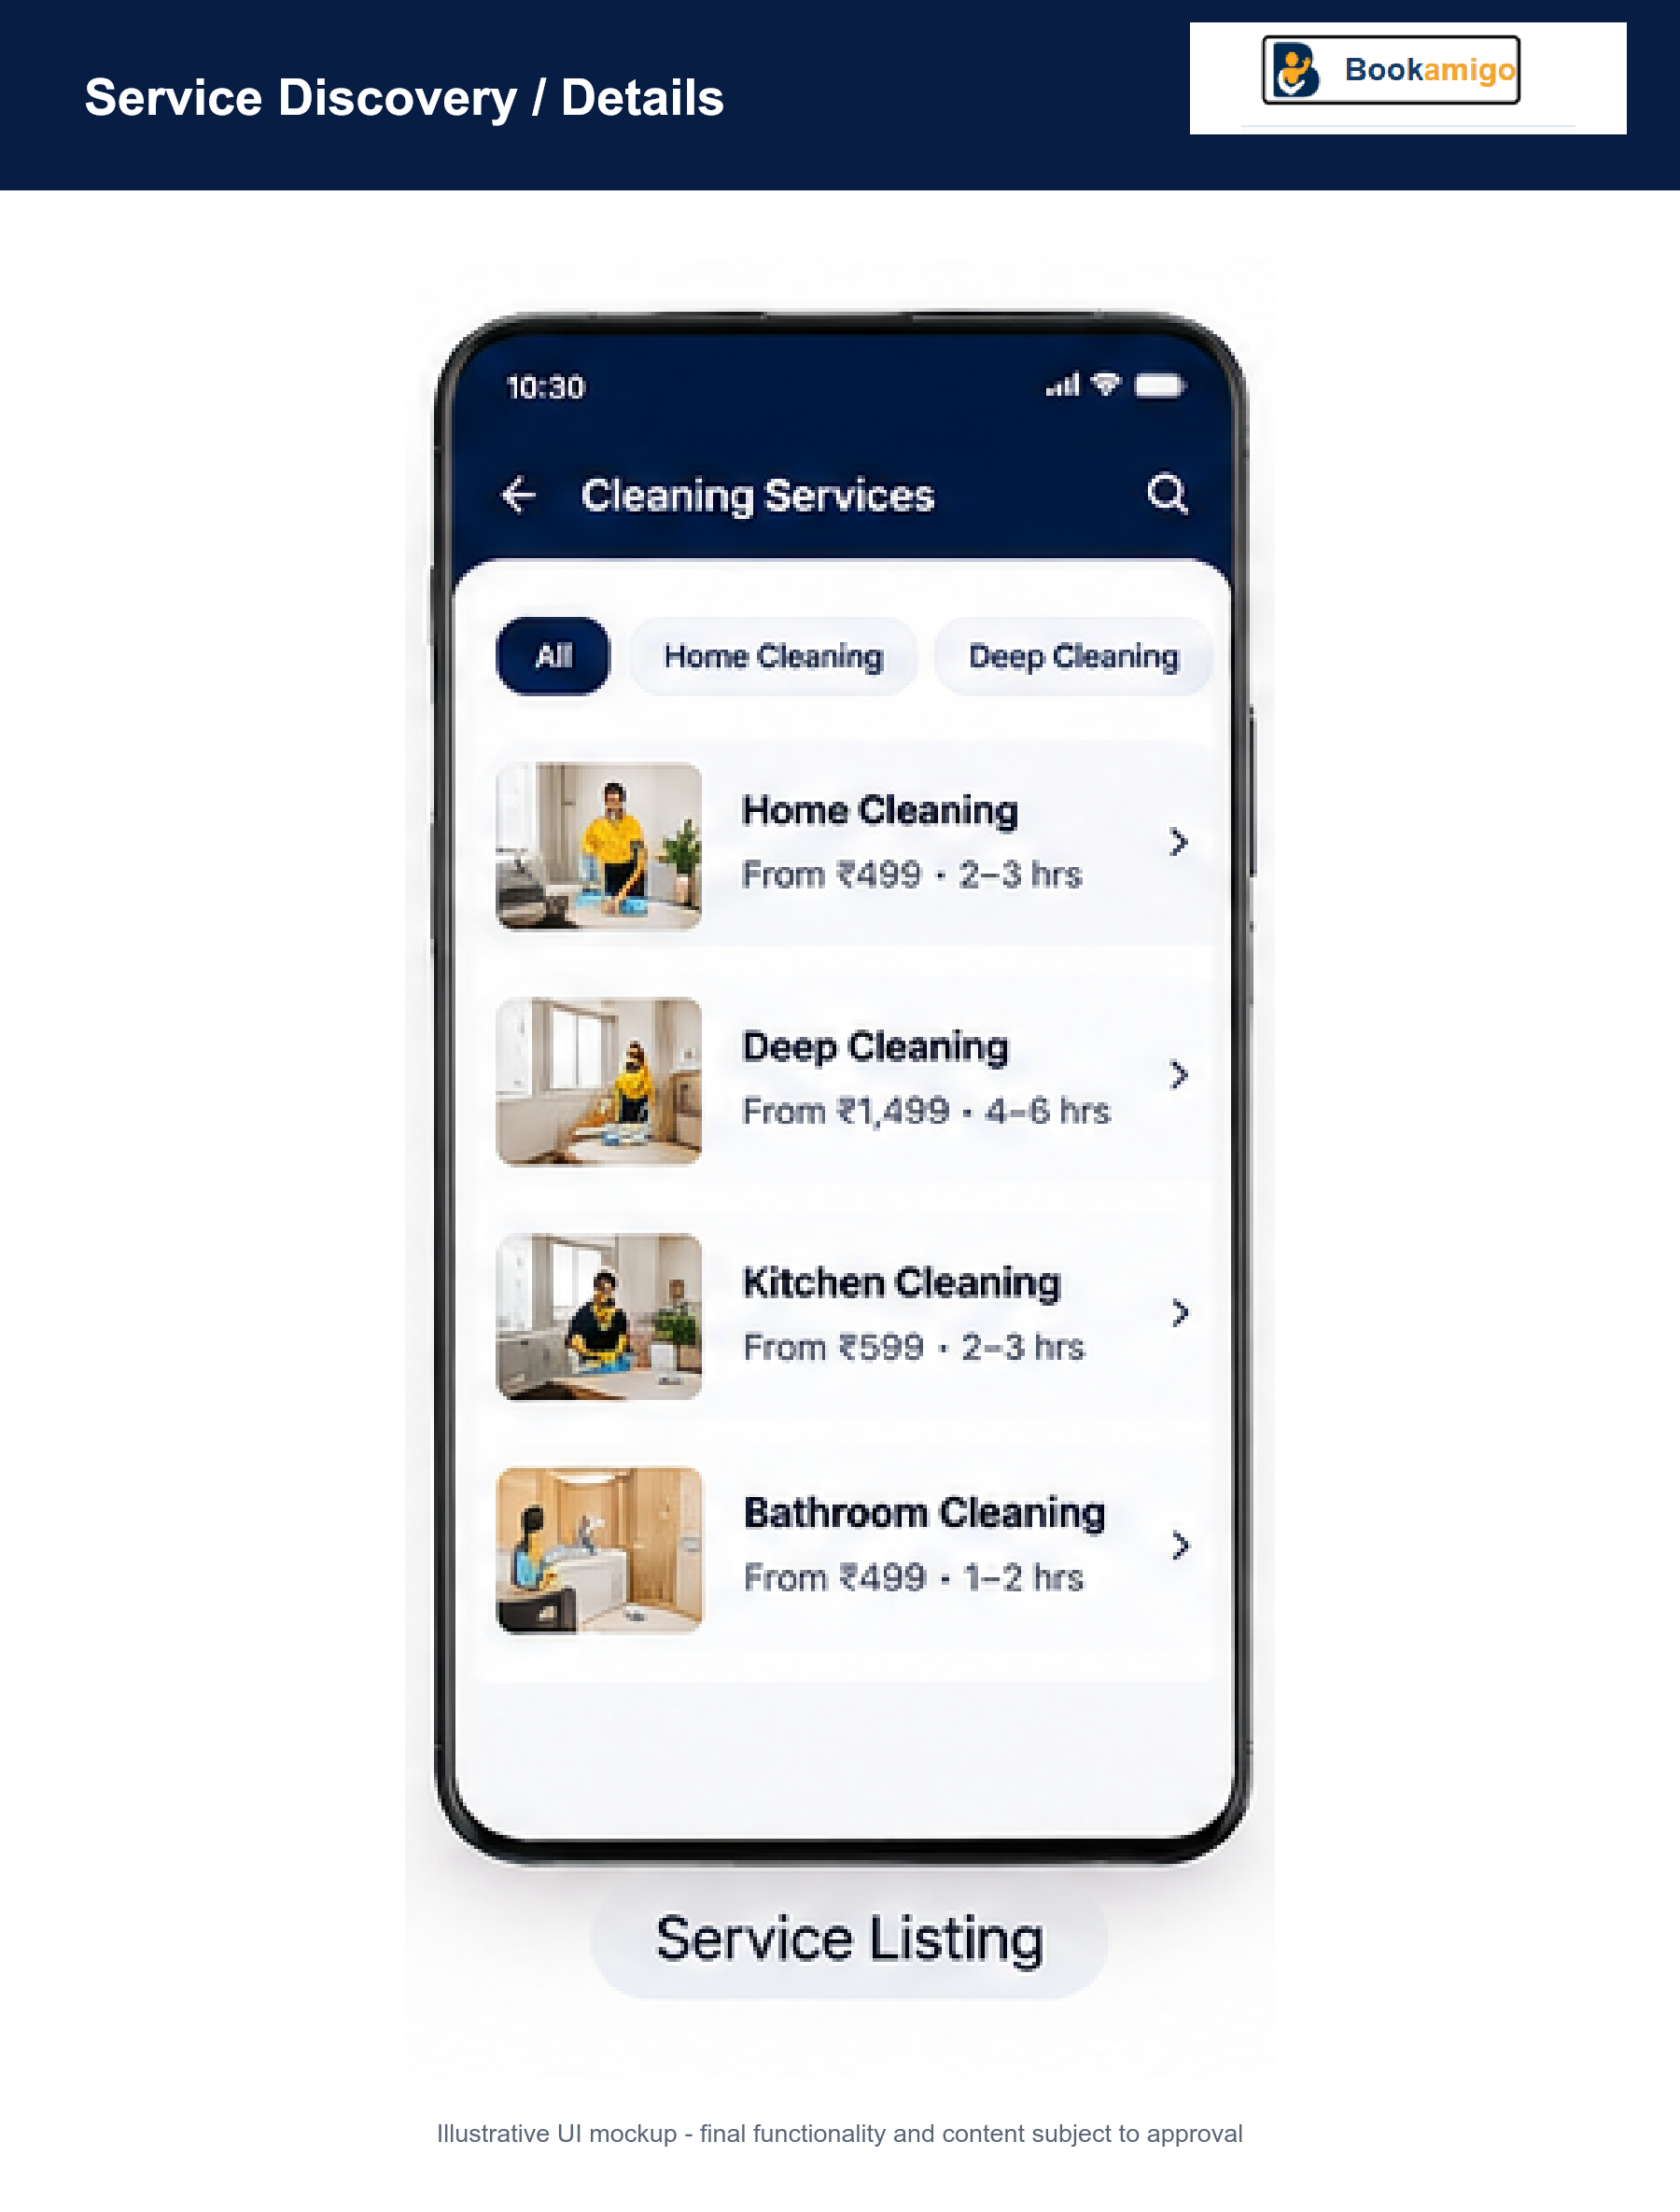 Service Discovery / Details
Bookamigo
10:30
Cleaning Services
All
Home Cleaning
Deep Cleaning
Home Cleaning
From ₹499 • 2–3 hrs
Deep Cleaning
From ₹1,499 • 4–6 hrs
Kitchen Cleaning
From ₹599 • 2–3 hrs
Bathroom Cleaning
From ₹499 • 1–2 hrs
Service Listing
Illustrative UI mockup - final functionality and content subject to approval